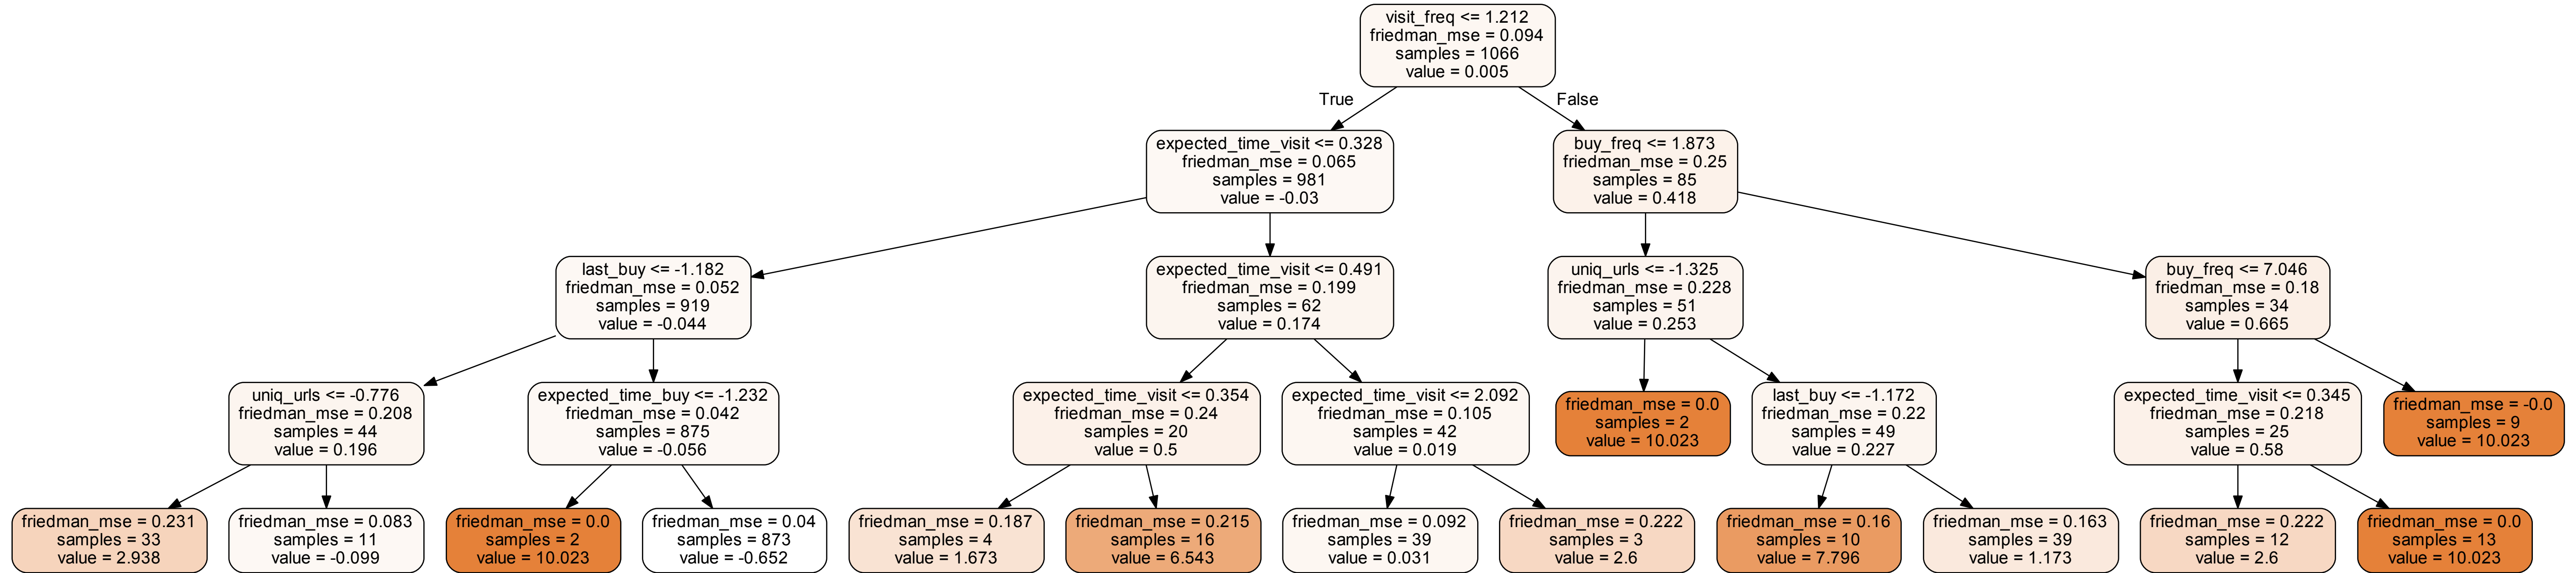 visit_freq <= 1.212
friedman_mse = 0.094
samples = 1066
value = 0.005
True
False
expected_time_visit <= 0.328
friedman_mse = 0.065
samples = 981
value = -0.03
buy_freq <= 1.873
friedman_mse = 0.25
samples = 85
value = 0.418
last_buy <= -1.182
friedman_mse = 0.052
samples = 919
value = -0.044
expected_time_visit <= 0.491
friedman_mse = 0.199
samples = 62
value = 0.174
uniq_urls <= -1.325
friedman_mse = 0.228
samples = 51
value = 0.253
buy_freq <= 7.046
friedman_mse = 0.18
samples = 34
value = 0.665
uniq_urls <= -0.776
friedman_mse = 0.208
samples = 44
value = 0.196
expected_time_buy <= -1.232
friedman_mse = 0.042
samples = 875
value = -0.056
expected_time_visit <= 0.354
friedman_mse = 0.24
samples = 20
value = 0.5
expected_time_visit <= 2.092
friedman_mse = 0.105
samples = 42
value = 0.019
friedman_mse = 0.0
samples = 2
value = 10.023
last_buy <= -1.172
friedman_mse = 0.22
samples = 49
value = 0.227
expected_time_visit <= 0.345
friedman_mse = 0.218
samples = 25
value = 0.58
friedman_mse = -0.0
samples = 9
value = 10.023
friedman_mse = 0.231
samples = 33
value = 2.938
friedman_mse = 0.083
samples = 11
value = -0.099
friedman_mse = 0.0
samples = 2
value = 10.023
friedman_mse = 0.04
samples = 873
value = -0.652
friedman_mse = 0.187
samples = 4
value = 1.673
friedman_mse = 0.215
samples = 16
value = 6.543
friedman_mse = 0.092
samples = 39
value = 0.031
friedman_mse = 0.222
samples = 3
value = 2.6
friedman_mse = 0.16
samples = 10
value = 7.796
friedman_mse = 0.163
samples = 39
value = 1.173
friedman_mse = 0.222
samples = 12
value = 2.6
friedman_mse = 0.0
samples = 13
value = 10.023